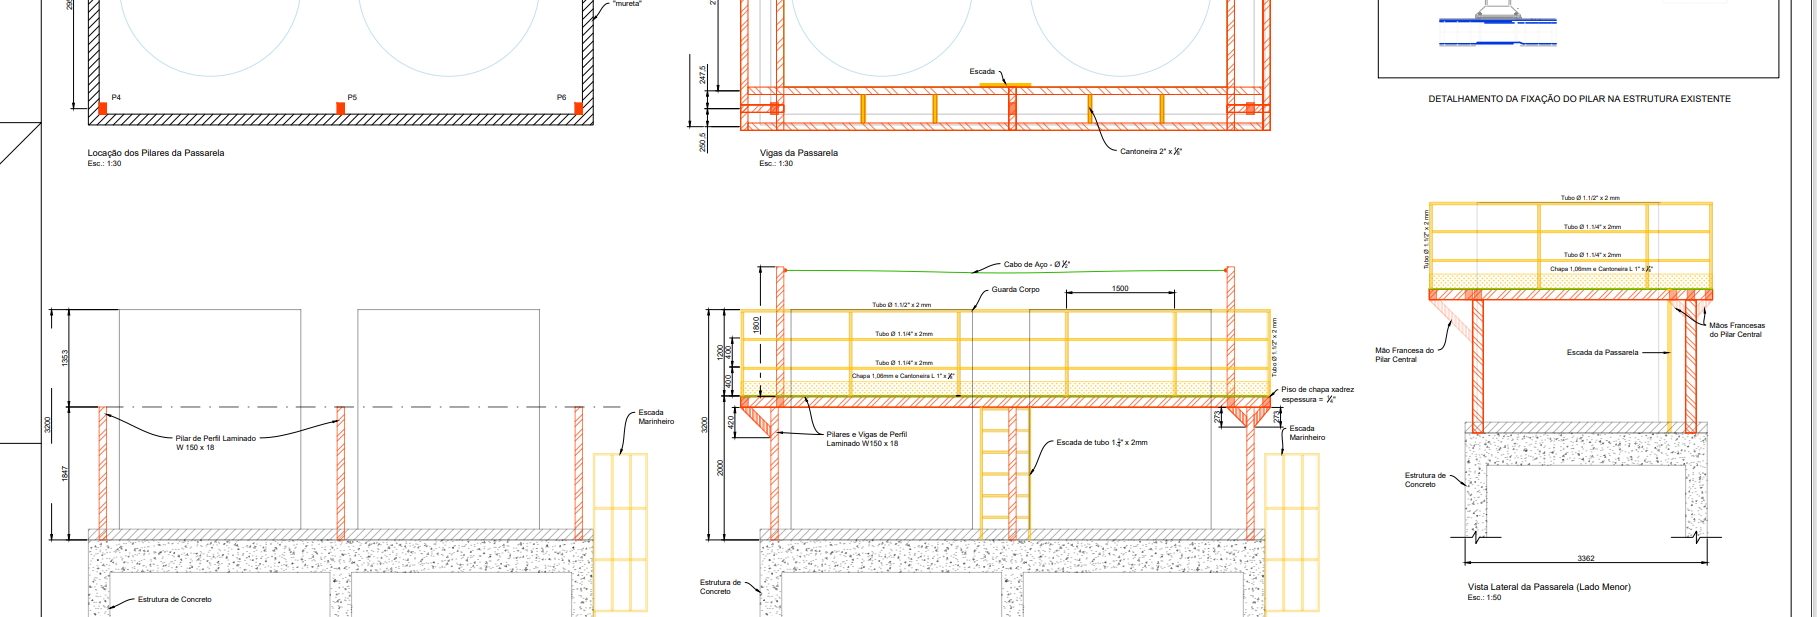 295
"mureta"
P4
P5
P6
Locação dos Pilares da Passarela
Esc.: 1:30
247.5
250.5
Escada
Cantoneira 2" x ⅛"
Vigas da Passarela
Esc.: 1:30
DETALHAMENTO DA FIXAÇÃO DO PILAR NA ESTRUTURA EXISTENTE
3200
1353
1847
Pilar de Perfil Laminado
W 150 x 18
Escada
Marinheiro
Estrutura de Concreto
Cabo de Aço - Ø ½"
Guarda Corpo
1500
Tubo Ø 1.1/2" x 2 mm
Tubo Ø 1.1/4" x 2mm
Tubo Ø 1.1/4" x 2mm
Chapa 1,06mm e Cantoneira L 1" x ⅛"
Tubo Ø 1.1/2" x 2 mm
1800
1200
400
400
3200
2000
420
273
273
Piso de chapa xadrez
espessura = ⅛"
Pilares e Vigas de Perfil
Laminado W150 x 18
Escada de tubo 1.¼" x 2mm
Escada
Marinheiro
Estrutura de
Concreto
Tubo Ø 1.1/2" x 2 mm
Tubo Ø 1.1/2" x 2 mm
Tubo Ø 1.1/4" x 2mm
Tubo Ø 1.1/4" x 2mm
Chapa 1,06mm e Cantoneira L 1" x ⅛"
Mão Francesa do
Pilar Central
Mãos Francesas
do Pilar Central
Escada da Passarela
Estrutura de
Concreto
3362
Vista Lateral da Passarela (Lado Menor)
Esc.: 1:50